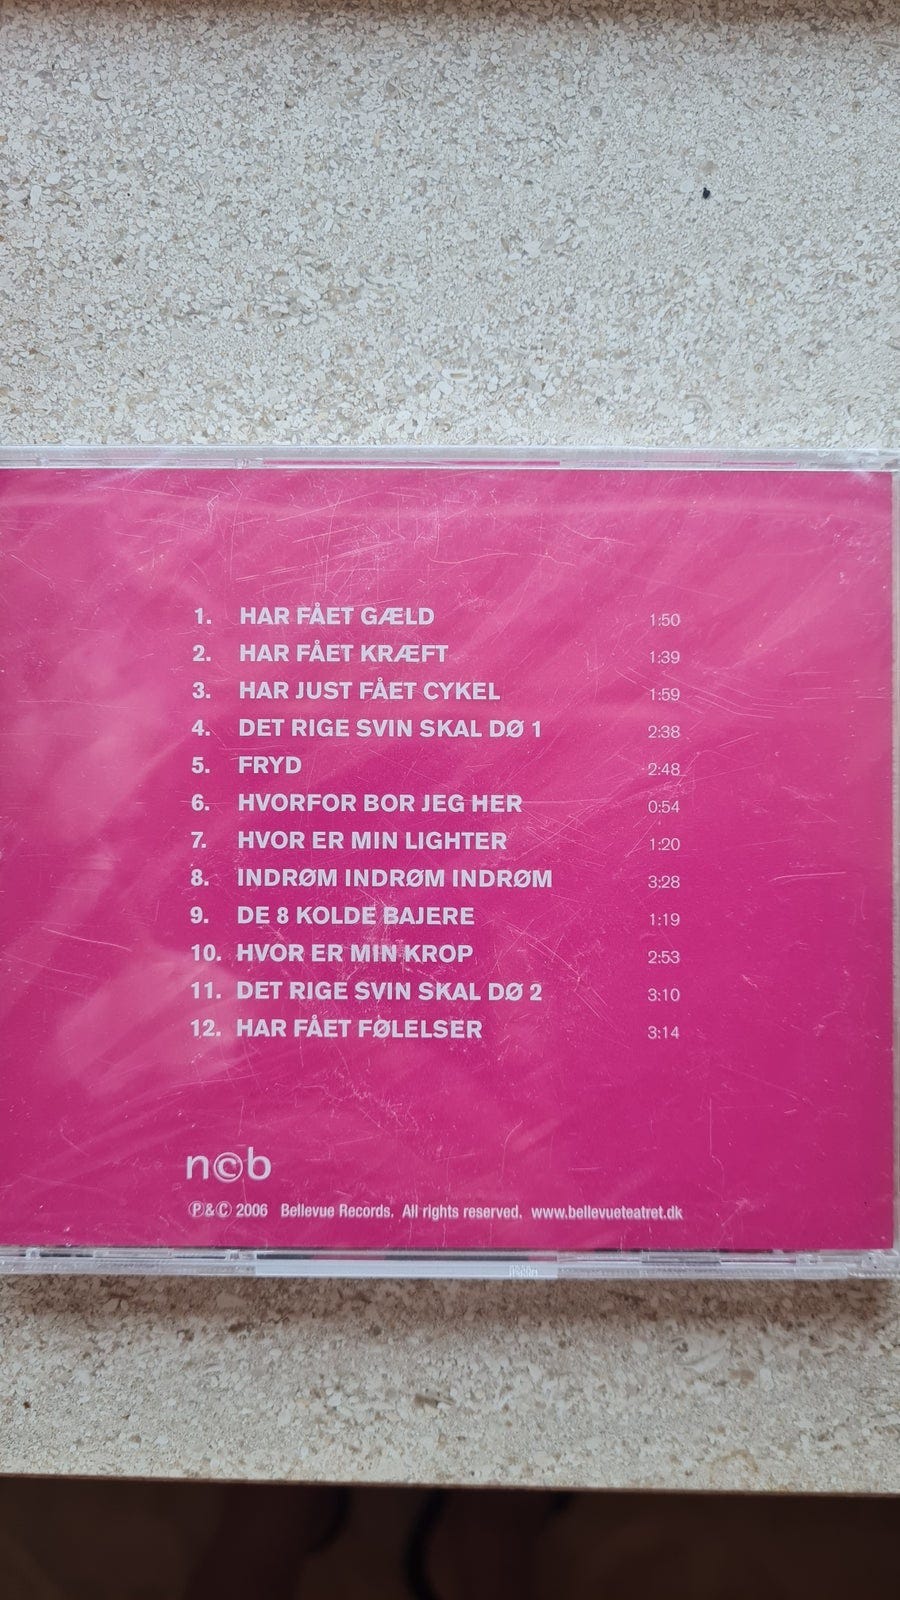 1. HAR FÅET GÆLD 1:50
2. HAR FÅET KRÆFT 1:39
3. HAR JUST FÅET CYKEL 1:59
4. DET RIGE SVIN SKAL DØ 1 2:38
5. FRYD 2:48
6. HVORFOR BOR JEG HER 0:54
7. HVOR ER MIN LIGHTER 1:20
8. INDRØM INDRØM INDRØM 3:28
9. DE 8 KOLDE BAJERE 1:19
10. HVOR ER MIN KROP 2:53
11. DET RIGE SVIN SKAL DØ 2 3:10
12. HAR FÅET FØLELSER 3:14
n©b
Ⓟ&© 2006 Bellevue Records. All rights reserved. www.bellevueteatret.dk